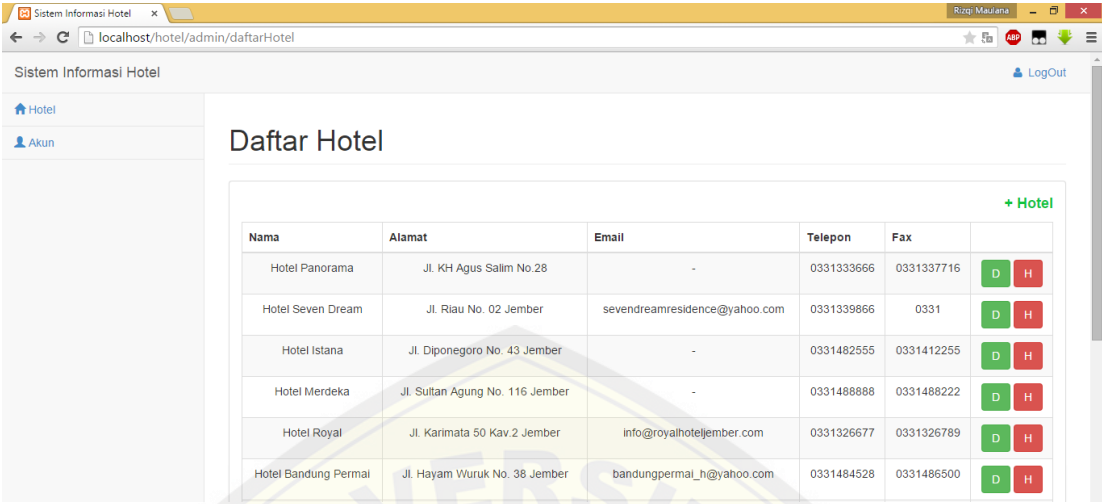 Sistem Informasi Hotel
Rizqi Maulana
localhost/hotel/admin/daftarHotel
ABP
Sistem Informasi Hotel
LogOut
Hotel
Akun
Daftar Hotel
+ Hotel
Nama Alamat Email Telepon Fax
Hotel Panorama Jl. KH Agus Salim No.28 - 0331333666 0331337716 D H
Hotel Seven Dream Jl. Riau No. 02 Jember sevendreamresidence@yahoo.com 0331339866 0331 D H
Hotel Istana Jl. Diponegoro No. 43 Jember - 0331482555 0331412255 D H
Hotel Merdeka Jl. Sultan Agung No. 116 Jember - 0331488888 0331488222 D H
Hotel Royal Jl. Karimata 50 Kav.2 Jember info@royalhoteljember.com 0331326677 0331326789 D H
Hotel Bandung Permai Jl. Hayam Wuruk No. 38 Jember bandungpermai_h@yahoo.com 0331484528 0331486500 D H